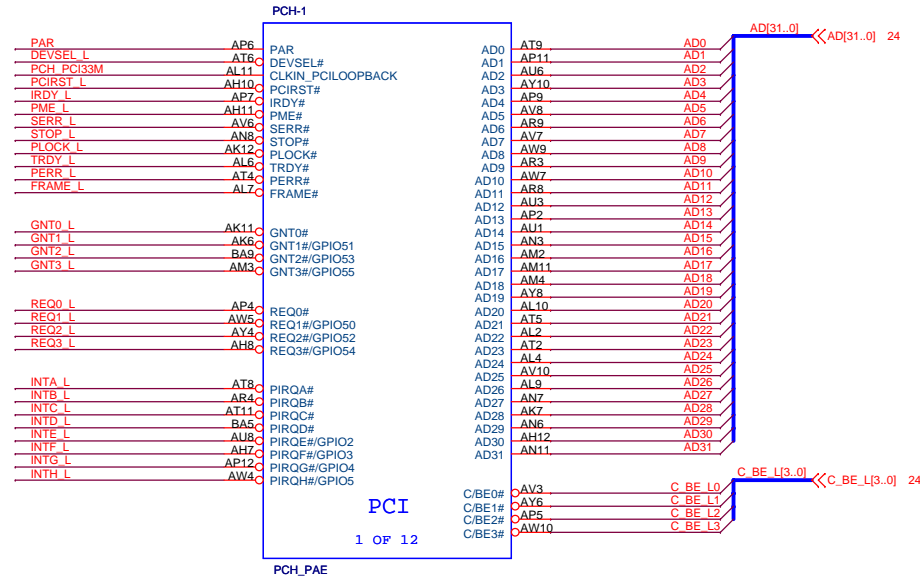 PCH-1
PAR AP6 PAR
DEVSEL_L AT6 DEVSEL#
PCH_PCI33M AL11 CLKIN_PCILOOPBACK
PCIRST_L AH10 PCIRST#
IRDY_L AP7 IRDY#
PME_L AH11 PME#
SERR_L AV6 SERR#
STOP_L AN8 STOP#
PLOCK_L AK12 PLOCK#
TRDY_L AL6 TRDY#
PERR_L AT4 PERR#
FRAME_L AL7 FRAME#
GNT0_L AK11 GNT0#
GNT1_L AK6 GNT1#/GPIO51
GNT2_L BA9 GNT2#/GPIO53
GNT3_L AM3 GNT3#/GPIO55
REQ0_L AP4 REQ0#
REQ1_L AW5 REQ1#/GPIO50
REQ2_L AY4 REQ2#/GPIO52
REQ3_L AH8 REQ3#/GPIO54
INTA_L AT8 PIRQA#
INTB_L AR4 PIRQB#
INTC_L AT11 PIRQC#
INTD_L BA5 PIRQD#
INTE_L AU8 PIRQE#/GPIO2
INTF_L AH7 PIRQF#/GPIO3
INTG_L AP12 PIRQG#/GPIO4
INTH_L AW4 PIRQH#/GPIO5
AD0 AT9 AD0
AD1 AP11 AD1
AD2 AU6 AD2
AD3 AY10 AD3
AD4 AP9 AD4
AD5 AV8 AD5
AD6 AR9 AD6
AD7 AV7 AD7
AD8 AW9 AD8
AD9 AR3 AD9
AD10 AW7 AD10
AD11 AR8 AD11
AD12 AU3 AD12
AD13 AP2 AD13
AD14 AU1 AD14
AD15 AN3 AD15
AD16 AM2 AD16
AD17 AM11 AD17
AD18 AM4 AD18
AD19 AY8 AD19
AD20 AL10 AD20
AD21 AT5 AD21
AD22 AL2 AD22
AD23 AT2 AD23
AD24 AL4 AD24
AD25 AV10 AD25
AD26 AL9 AD26
AD27 AN7 AD27
AD28 AK7 AD28
AD29 AN6 AD29
AD30 AH12 AD30
AD31 AN11 AD31
AD[31..0] AD[31..0] 24
C/BE0# AV3 C_BE_L0
C/BE1# AY6 C_BE_L1
C/BE2# AP5 C_BE_L2
C/BE3# AW10 C_BE_L3
C_BE_L[3..0] C_BE_L[3..0] 24
PCI
1 OF 12
PCH_PAE